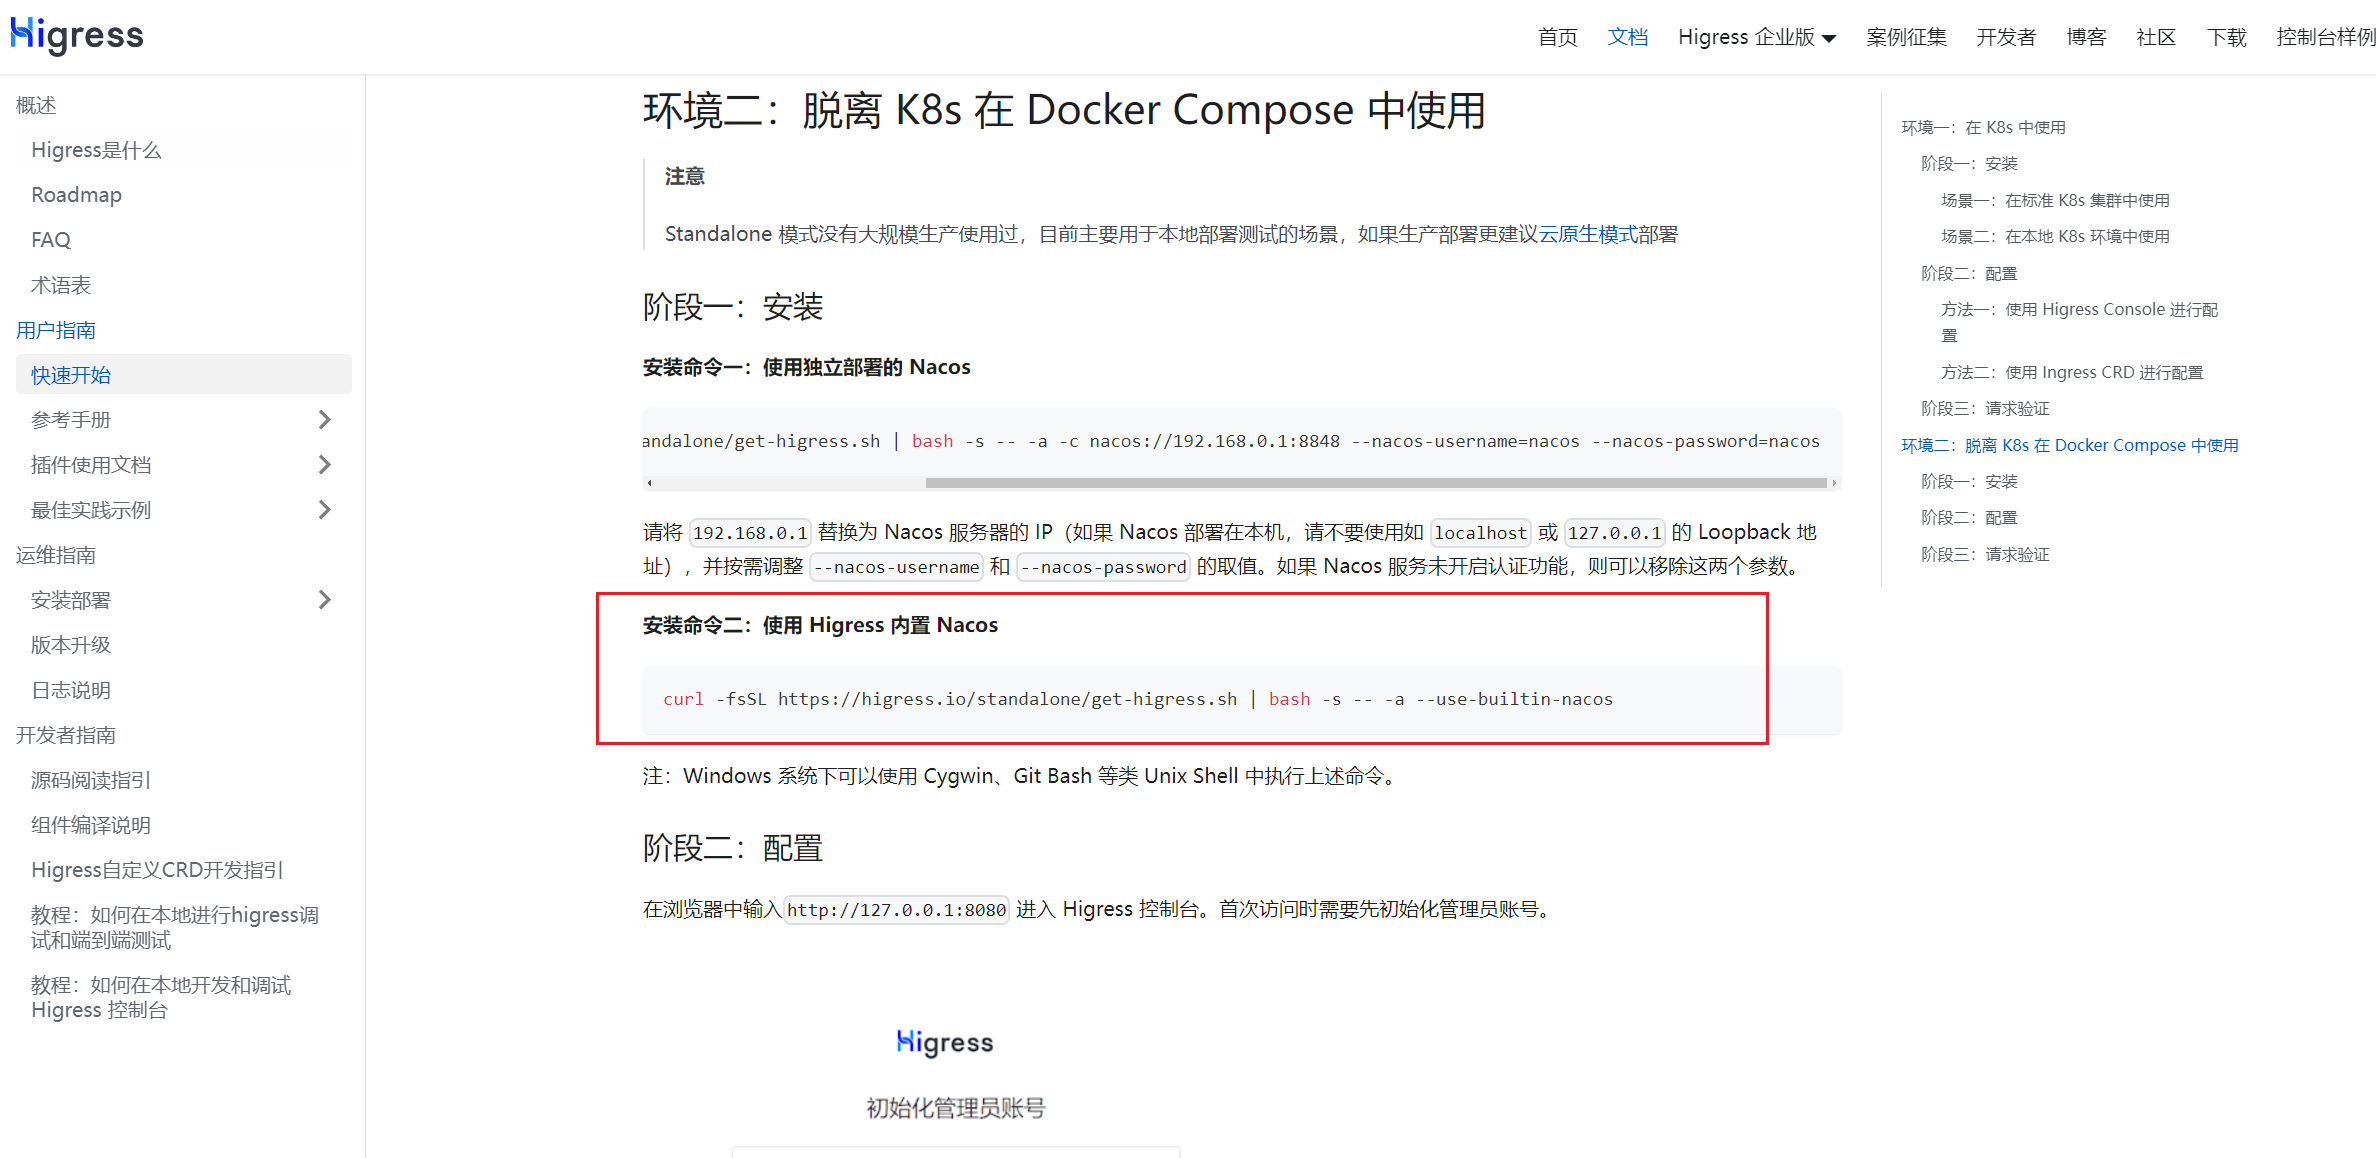 Higress
首页 文档 Higress 企业版 案例征集 开发者 博客 社区 下载 控制台样例
概述
Higress是什么
Roadmap
FAQ
术语表
用户指南
快速开始
参考手册
插件使用文档
最佳实践示例
运维指南
安装部署
版本升级
日志说明
开发者指南
源码阅读指引
组件编译说明
Higress自定义CRD开发指引
教程：如何在本地进行higress调
试和端到端测试
教程：如何在本地开发和调试
Higress 控制台
环境二：脱离 K8s 在 Docker Compose 中使用
注意
Standalone 模式没有大规模生产使用过，目前主要用于本地部署测试的场景，如果生产部署更建议云原生模式部署
阶段一：安装
安装命令一：使用独立部署的 Nacos
andalone/get-higress.sh | bash -s -- -a -c nacos://192.168.0.1:8848 --nacos-username=nacos --nacos-password=nacos
请将 192.168.0.1 替换为 Nacos 服务器的 IP（如果 Nacos 部署在本机，请不要使用如 localhost 或 127.0.0.1 的 Loopback 地
址），并按需调整 --nacos-username 和 --nacos-password 的取值。如果 Nacos 服务未开启认证功能，则可以移除这两个参数。
安装命令二：使用 Higress 内置 Nacos
curl -fsSL https://higress.io/standalone/get-higress.sh | bash -s -- -a --use-builtin-nacos
注：Windows 系统下可以使用 Cygwin、Git Bash 等类 Unix Shell 中执行上述命令。
阶段二：配置
在浏览器中输入 http://127.0.0.1:8080 进入 Higress 控制台。首次访问时需要先初始化管理员账号。
Higress
初始化管理员账号
环境一：在 K8s 中使用
阶段一：安装
场景一：在标准 K8s 集群中使用
场景二：在本地 K8s 环境中使用
阶段二：配置
方法一：使用 Higress Console 进行配
置
方法二：使用 Ingress CRD 进行配置
阶段三：请求验证
环境二：脱离 K8s 在 Docker Compose 中使用
阶段一：安装
阶段二：配置
阶段三：请求验证